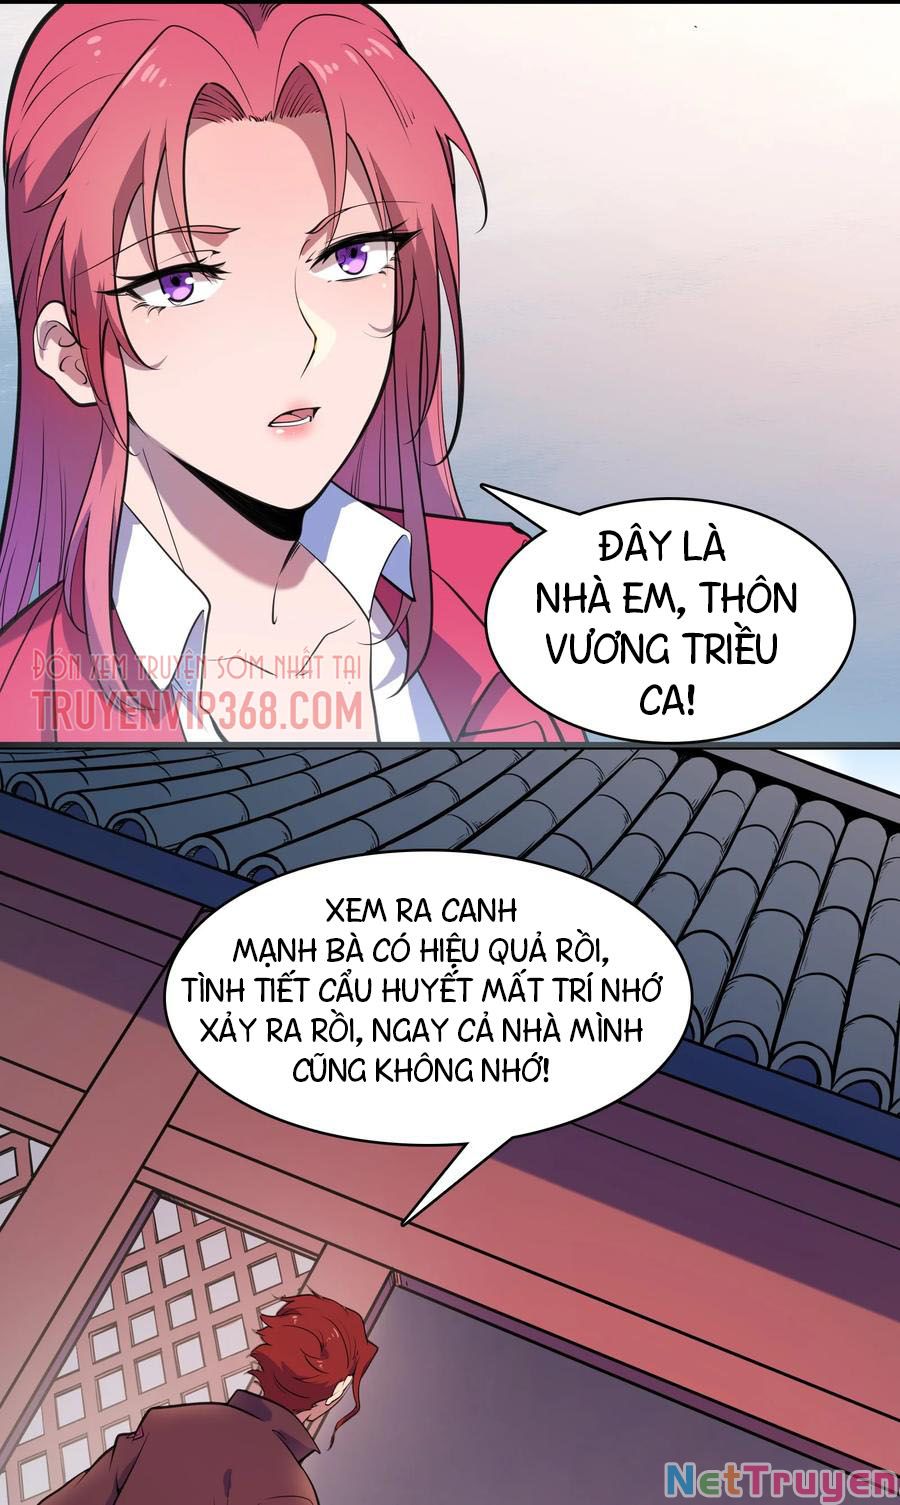 ĐÂY LÀ
NHÀ EM, THÔN
VƯƠNG TRIỀU
CA!
ĐÓN XEM TRUYỆN SỚM NHẤT TẠI
TRUYENVIP368.COM
XEM RA CANH
MẠNH BÀ CÓ HIỆU QUẢ RỒI,
TÌNH TIẾT CẨU HUYẾT MẤT TRÍ NHỚ
XẢY RA RỒI, NGAY CẢ NHÀ MÌNH
CŨNG KHÔNG NHỚ!
NetTruyen